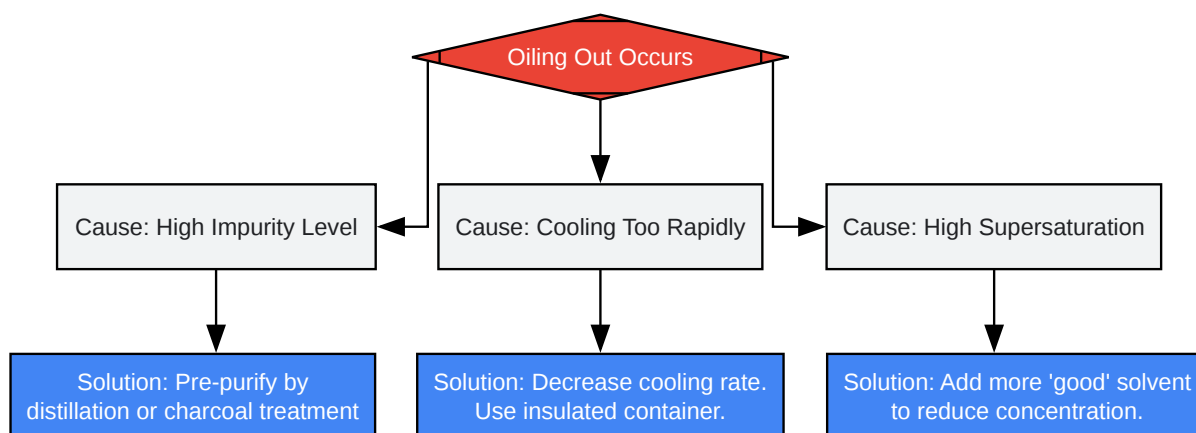 Oiling Out Occurs
Cause: High Impurity Level
Cause: Cooling Too Rapidly
Cause: High Supersaturation
Solution: Pre-purify by
distillation or charcoal treatment
Solution: Decrease cooling rate.
Use insulated container.
Solution: Add more 'good' solvent
to reduce concentration.